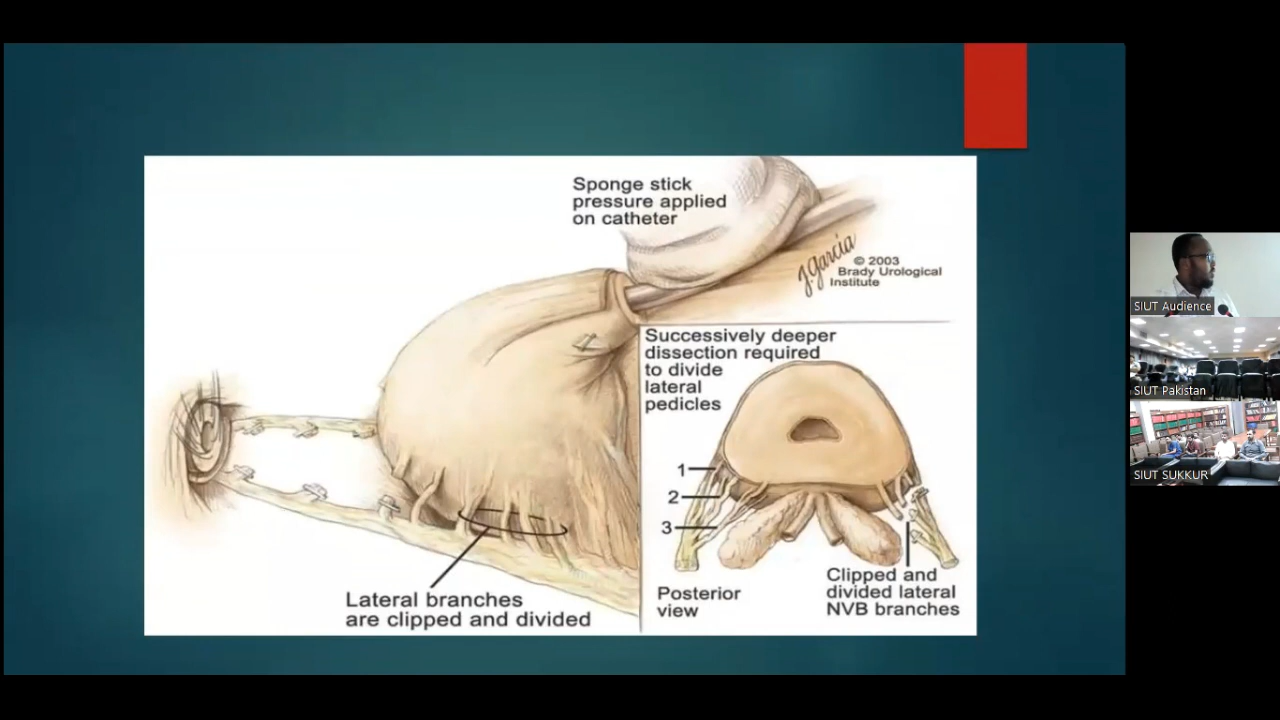 Sponge stick
pressure applied
on catheter
J. Garcia
© 2003
Brady Urological
Institute
Successively deeper
dissection required
to divide
lateral
pedicles
1
2
3
Posterior
view
Clipped and
divided lateral
NVB branches
Lateral branches
are clipped and divided
SIUT Audience
SIUT Pakistan
SIUT SUKKUR